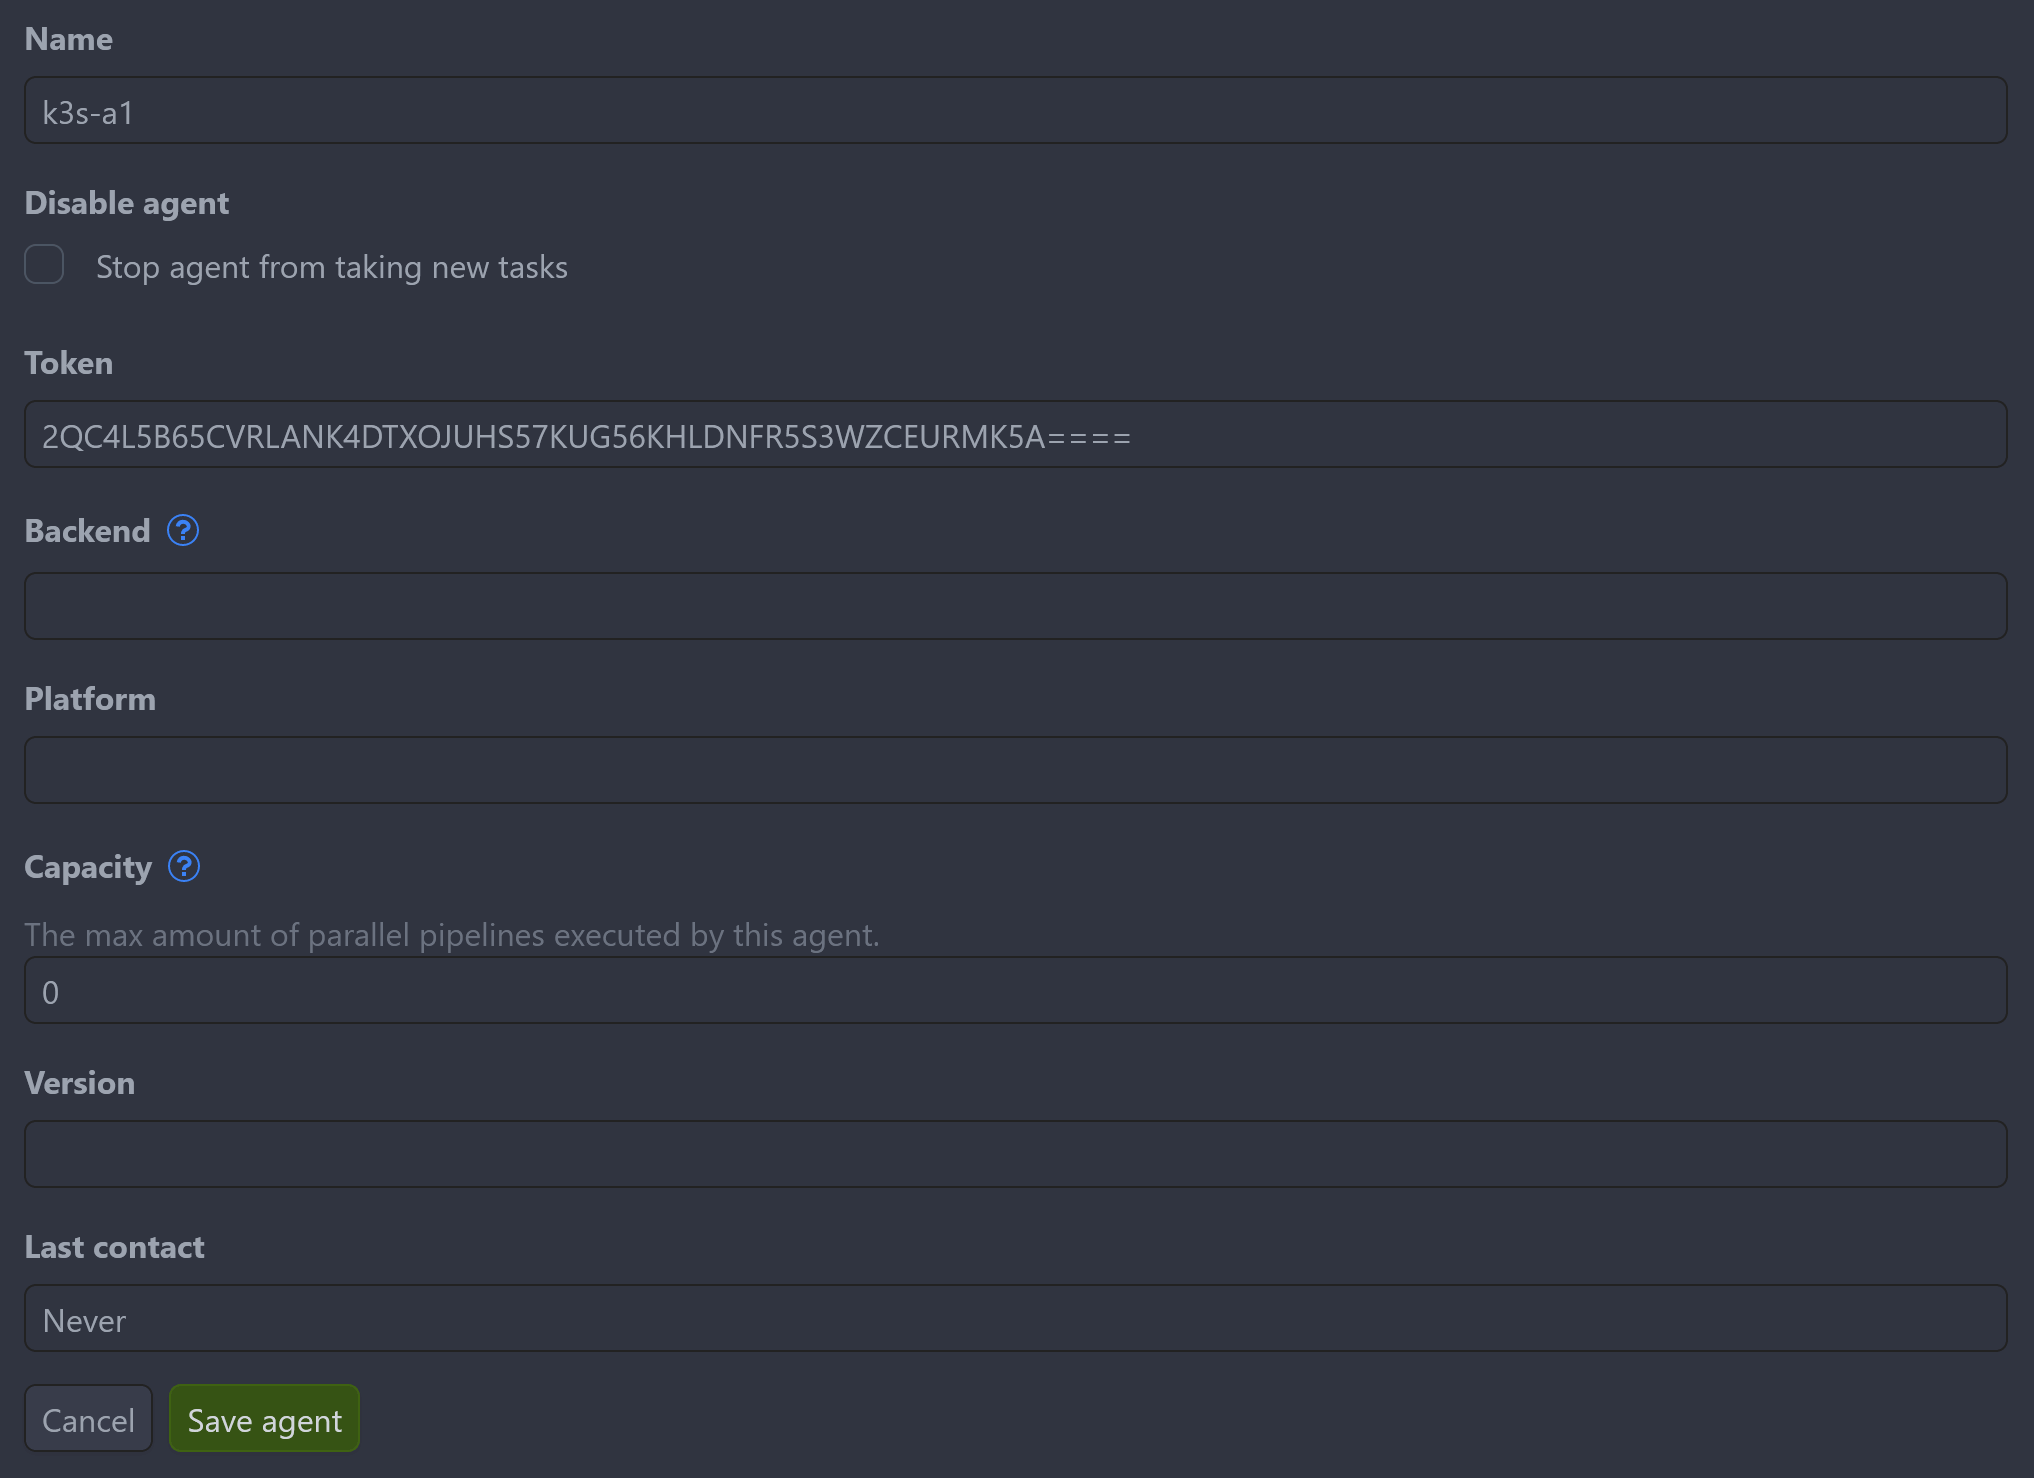 Name
k3s-a1
Disable agent
Stop agent from taking new tasks
Token
2QC4L5B65CVRLANK4DTXOJUHS57KUG56KHLDNFR5S3WZCEURMK5A====
Backend ?
Platform
Capacity ?
The max amount of parallel pipelines executed by this agent.
0
Version
Last contact
Never
Cancel Save agent